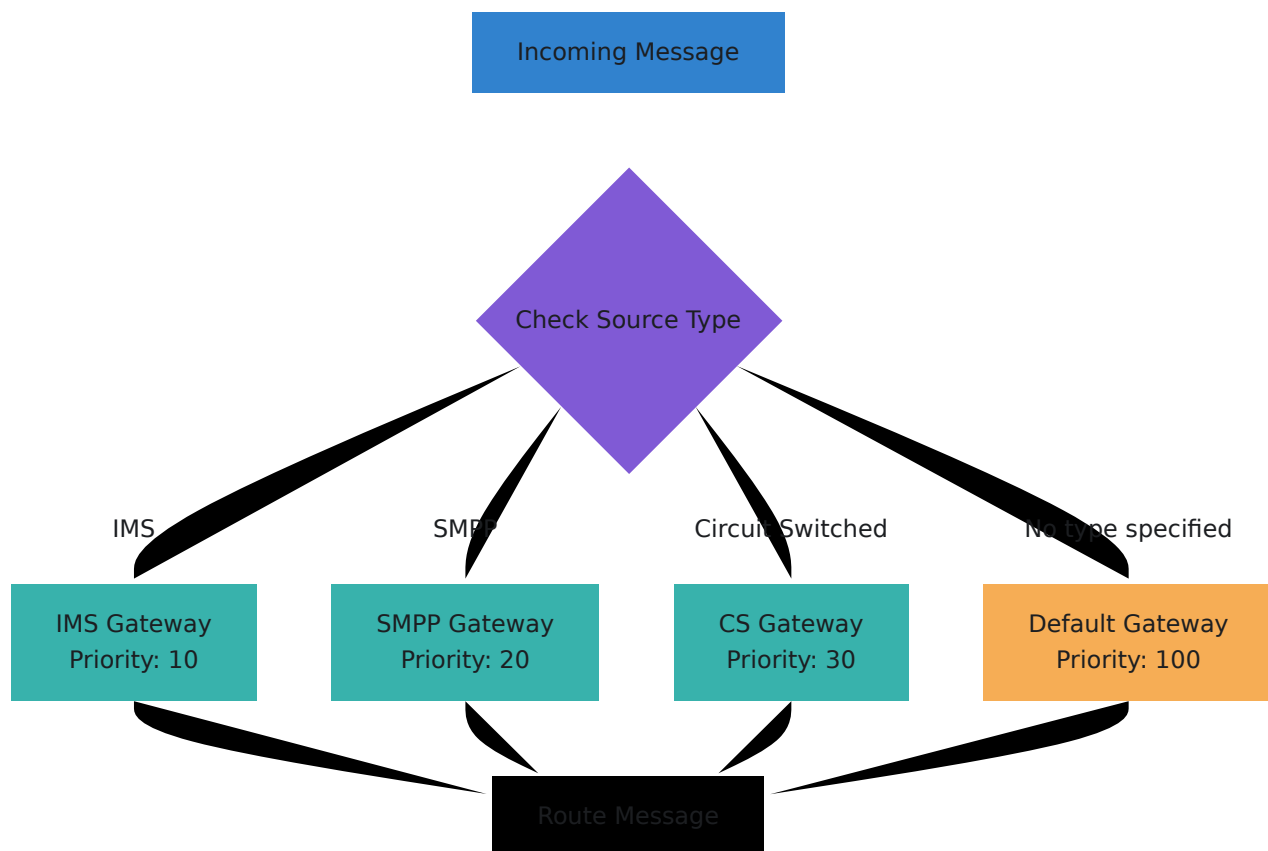 Incoming Message
Check Source Type
IMS
SMPP
Circuit Switched
No type specified
IMS Gateway
Priority: 10
SMPP Gateway
Priority: 20
CS Gateway
Priority: 30
Default Gateway
Priority: 100
Route Message